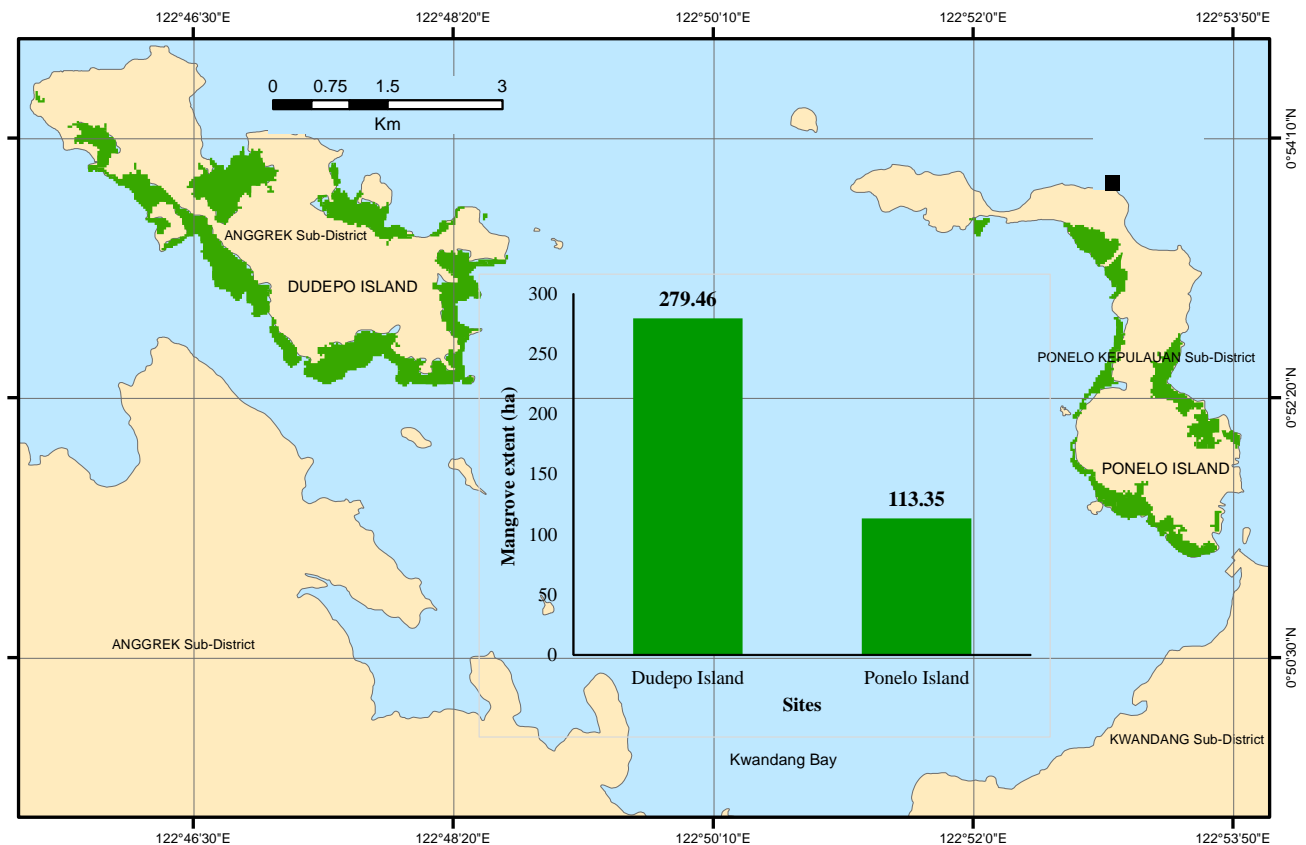 122°46'30"E 122°48'20"E 122°50'10"E 122°52'0"E 122°53'50"E
0 0.75 1.5 3
Km
0°54'10"N
ANGGREK Sub-District
DUDEPO ISLAND
PONELO KEPULAUAN Sub-District
0°52'20"N
PONELO ISLAND
300
250
200
150
100
50
0
Mangrove extent (ha)
279.46
113.35
Dudepo Island Ponelo Island
Sites
ANGGREK Sub-District
0°50'30"N
KWANDANG Sub-District
Kwandang Bay
122°46'30"E 122°48'20"E 122°50'10"E 122°52'0"E 122°53'50"E